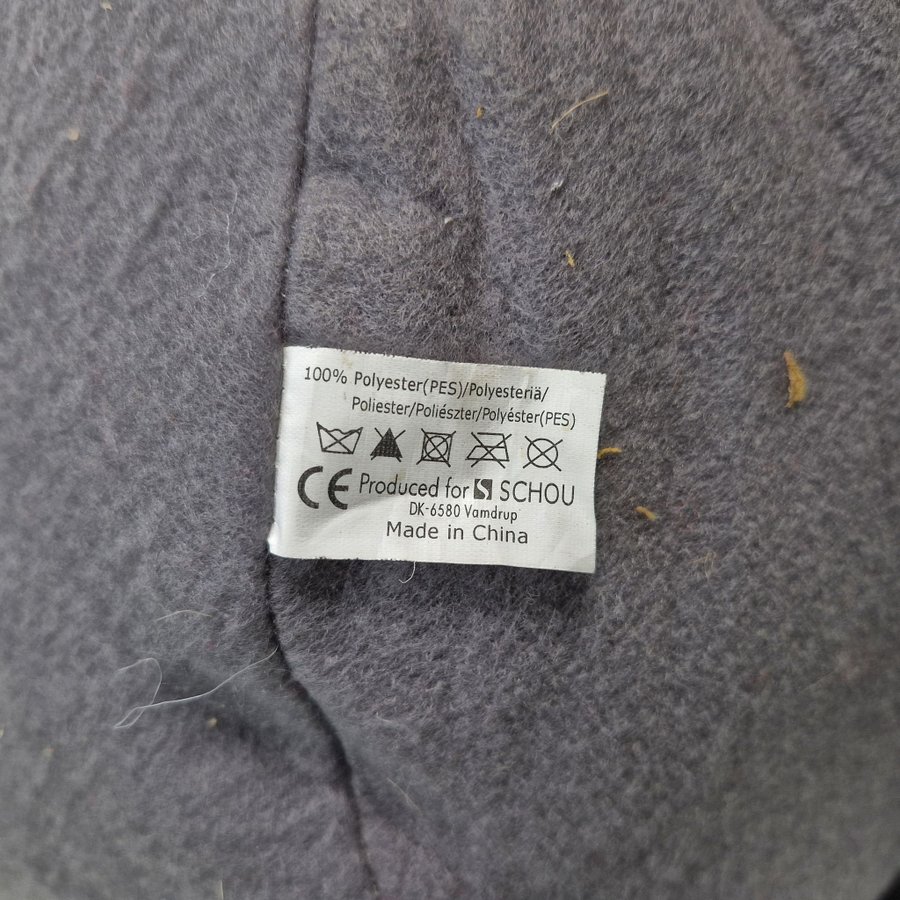 100% Polyester(PES)/Polyesteriä/
Poliester/Poliészter/Polyéster(PES)
CE Produced for S SCHOU
DK-6580 Vamdrup
Made in China